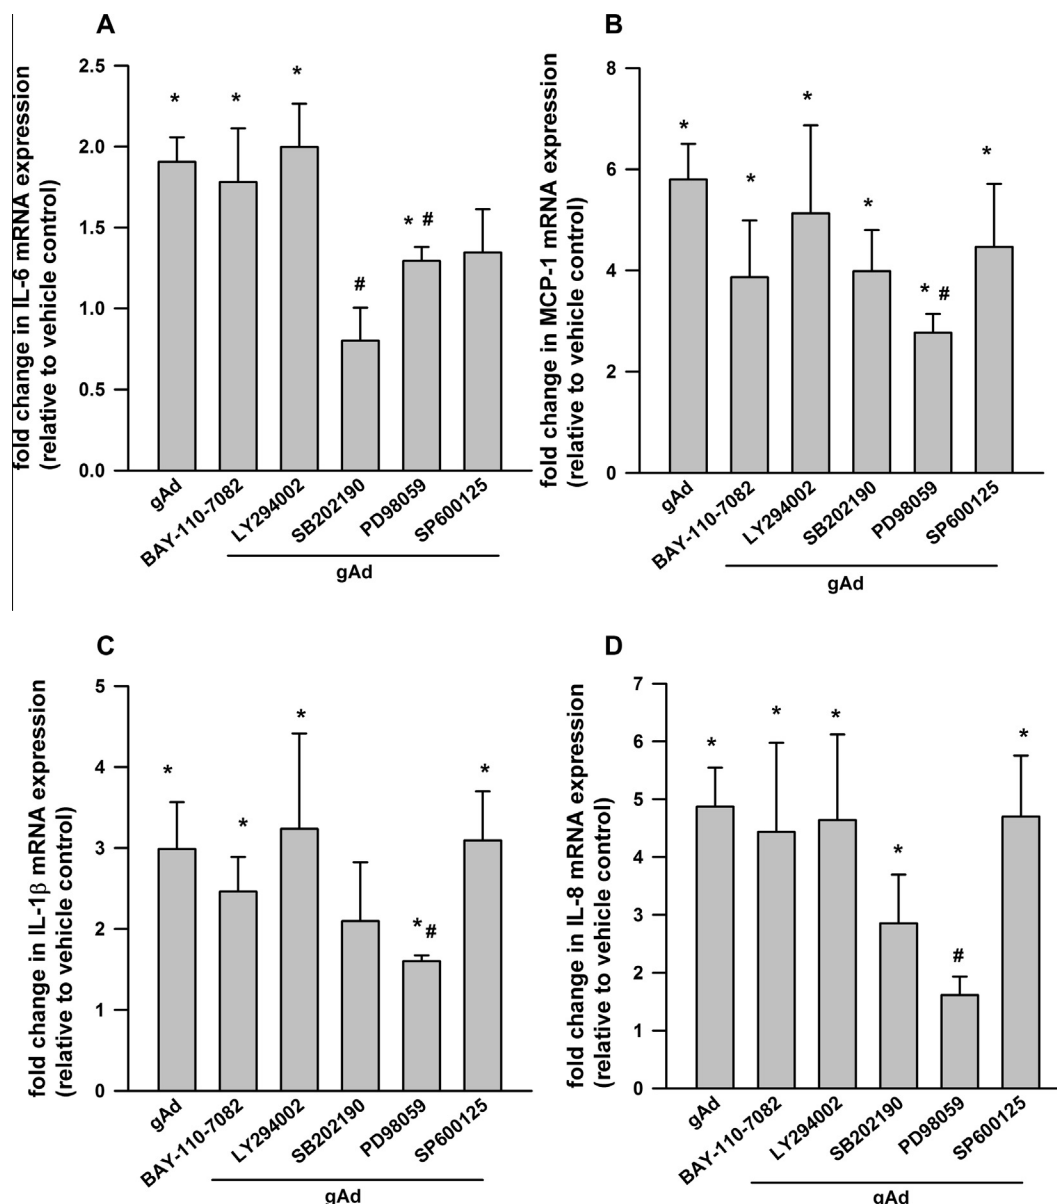 A
fold change in IL-6 mRNA expression
(relative to vehicle control)
2.5
2.0
1.5
1.0
0.5
0.0
*
*
*
#
* #
gAd
BAY-110-7082
LY294002
SB202190
PD98059
SP600125
gAd
B
fold change in MCP-1 mRNA expression
(relative to vehicle control)
8
6
4
2
0
*
*
*
*
* #
*
gAd
BAY-110-7082
LY294002
SB202190
PD98059
SP600125
gAd
C
fold change in IL-1β mRNA expression
(relative to vehicle control)
5
4
3
2
1
0
*
*
*
*#
*
gAd
BAY-110-7082
LY294002
SB202190
PD98059
SP600125
gAd
D
fold change in IL-8 mRNA expression
(relative to vehicle control)
7
6
5
4
3
2
1
0
*
*
*
*
#
*
gAd
BAY-110-7082
LY294002
SB202190
PD98059
SP600125
gAd